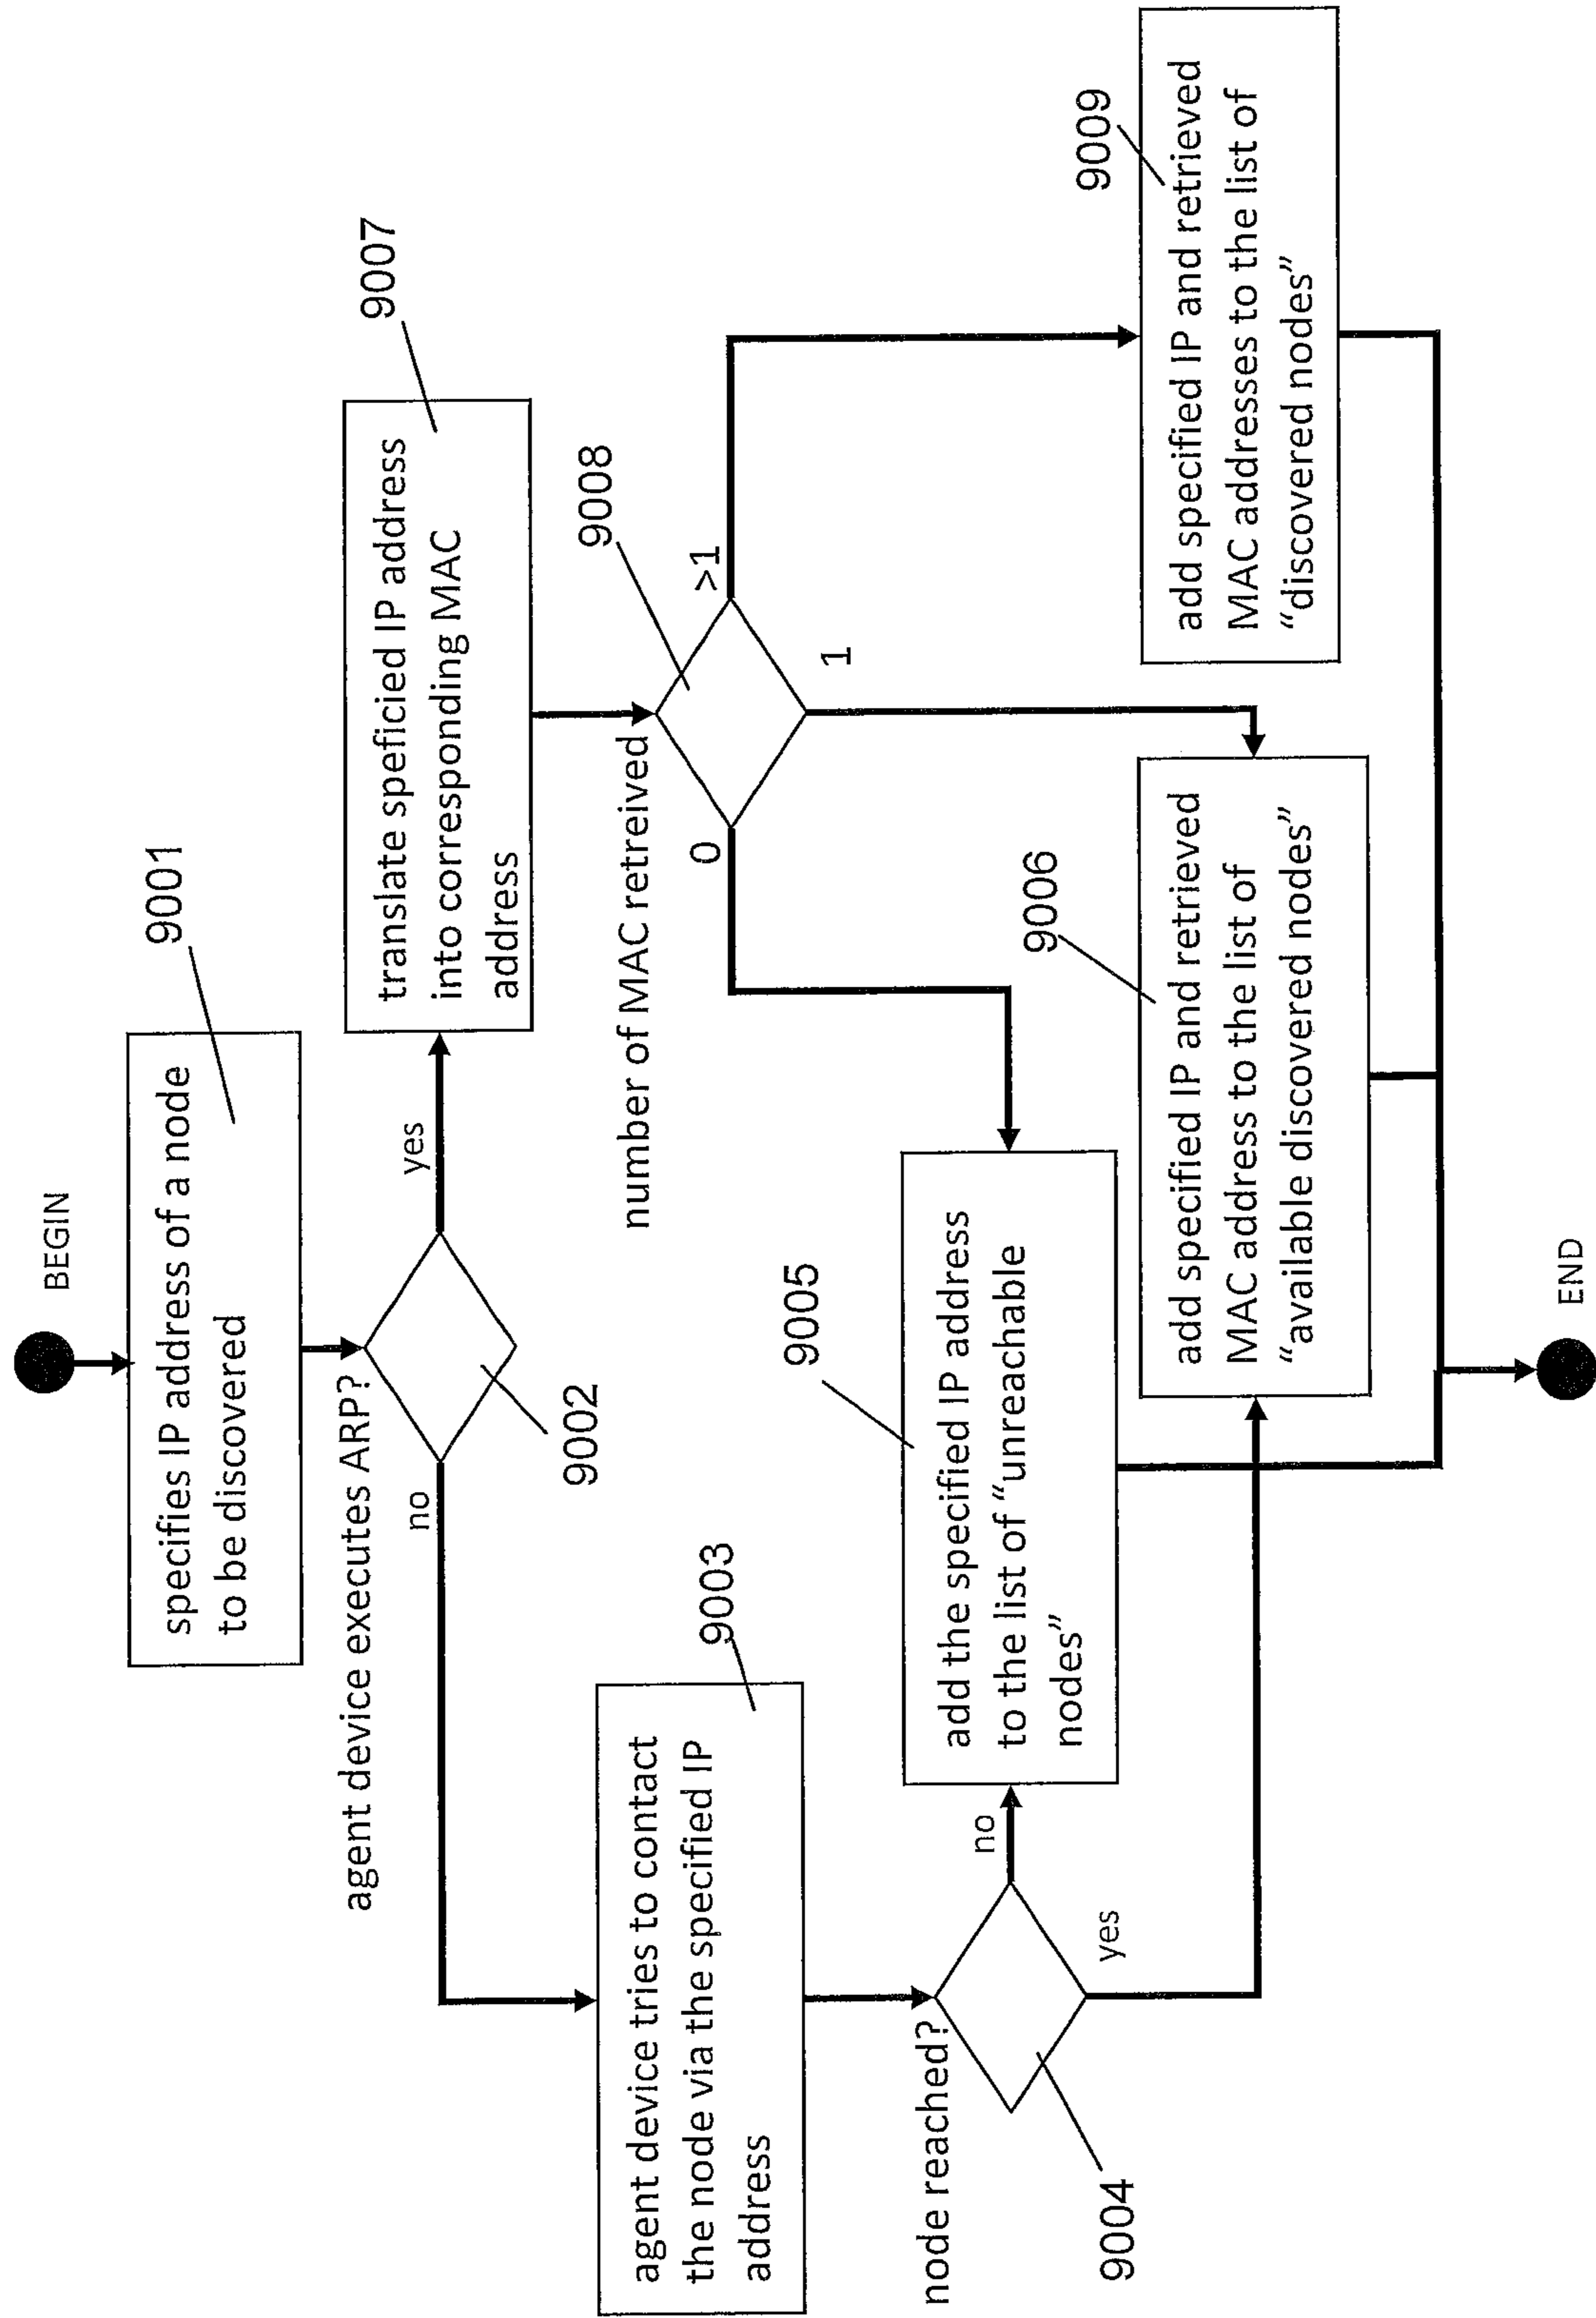 BEGIN
9001
specifies IP address of a node
to be discovered
agent device executes ARP?
9002
no
yes
9007
translate speficied IP address
into corresponding MAC
address
9003
agent device tries to contact
the node via the specified IP
address
number of MAC retreived
9008
0
1
>1
node reached?
9004
no
yes
9005
add the specified IP address
to the list of “unreachable
nodes”
9006
add specified IP and retrieved
MAC address to the list of
“available discovered nodes”
9009
add specified IP and retrieved
MAC addresses to the list of
“discovered nodes”
END